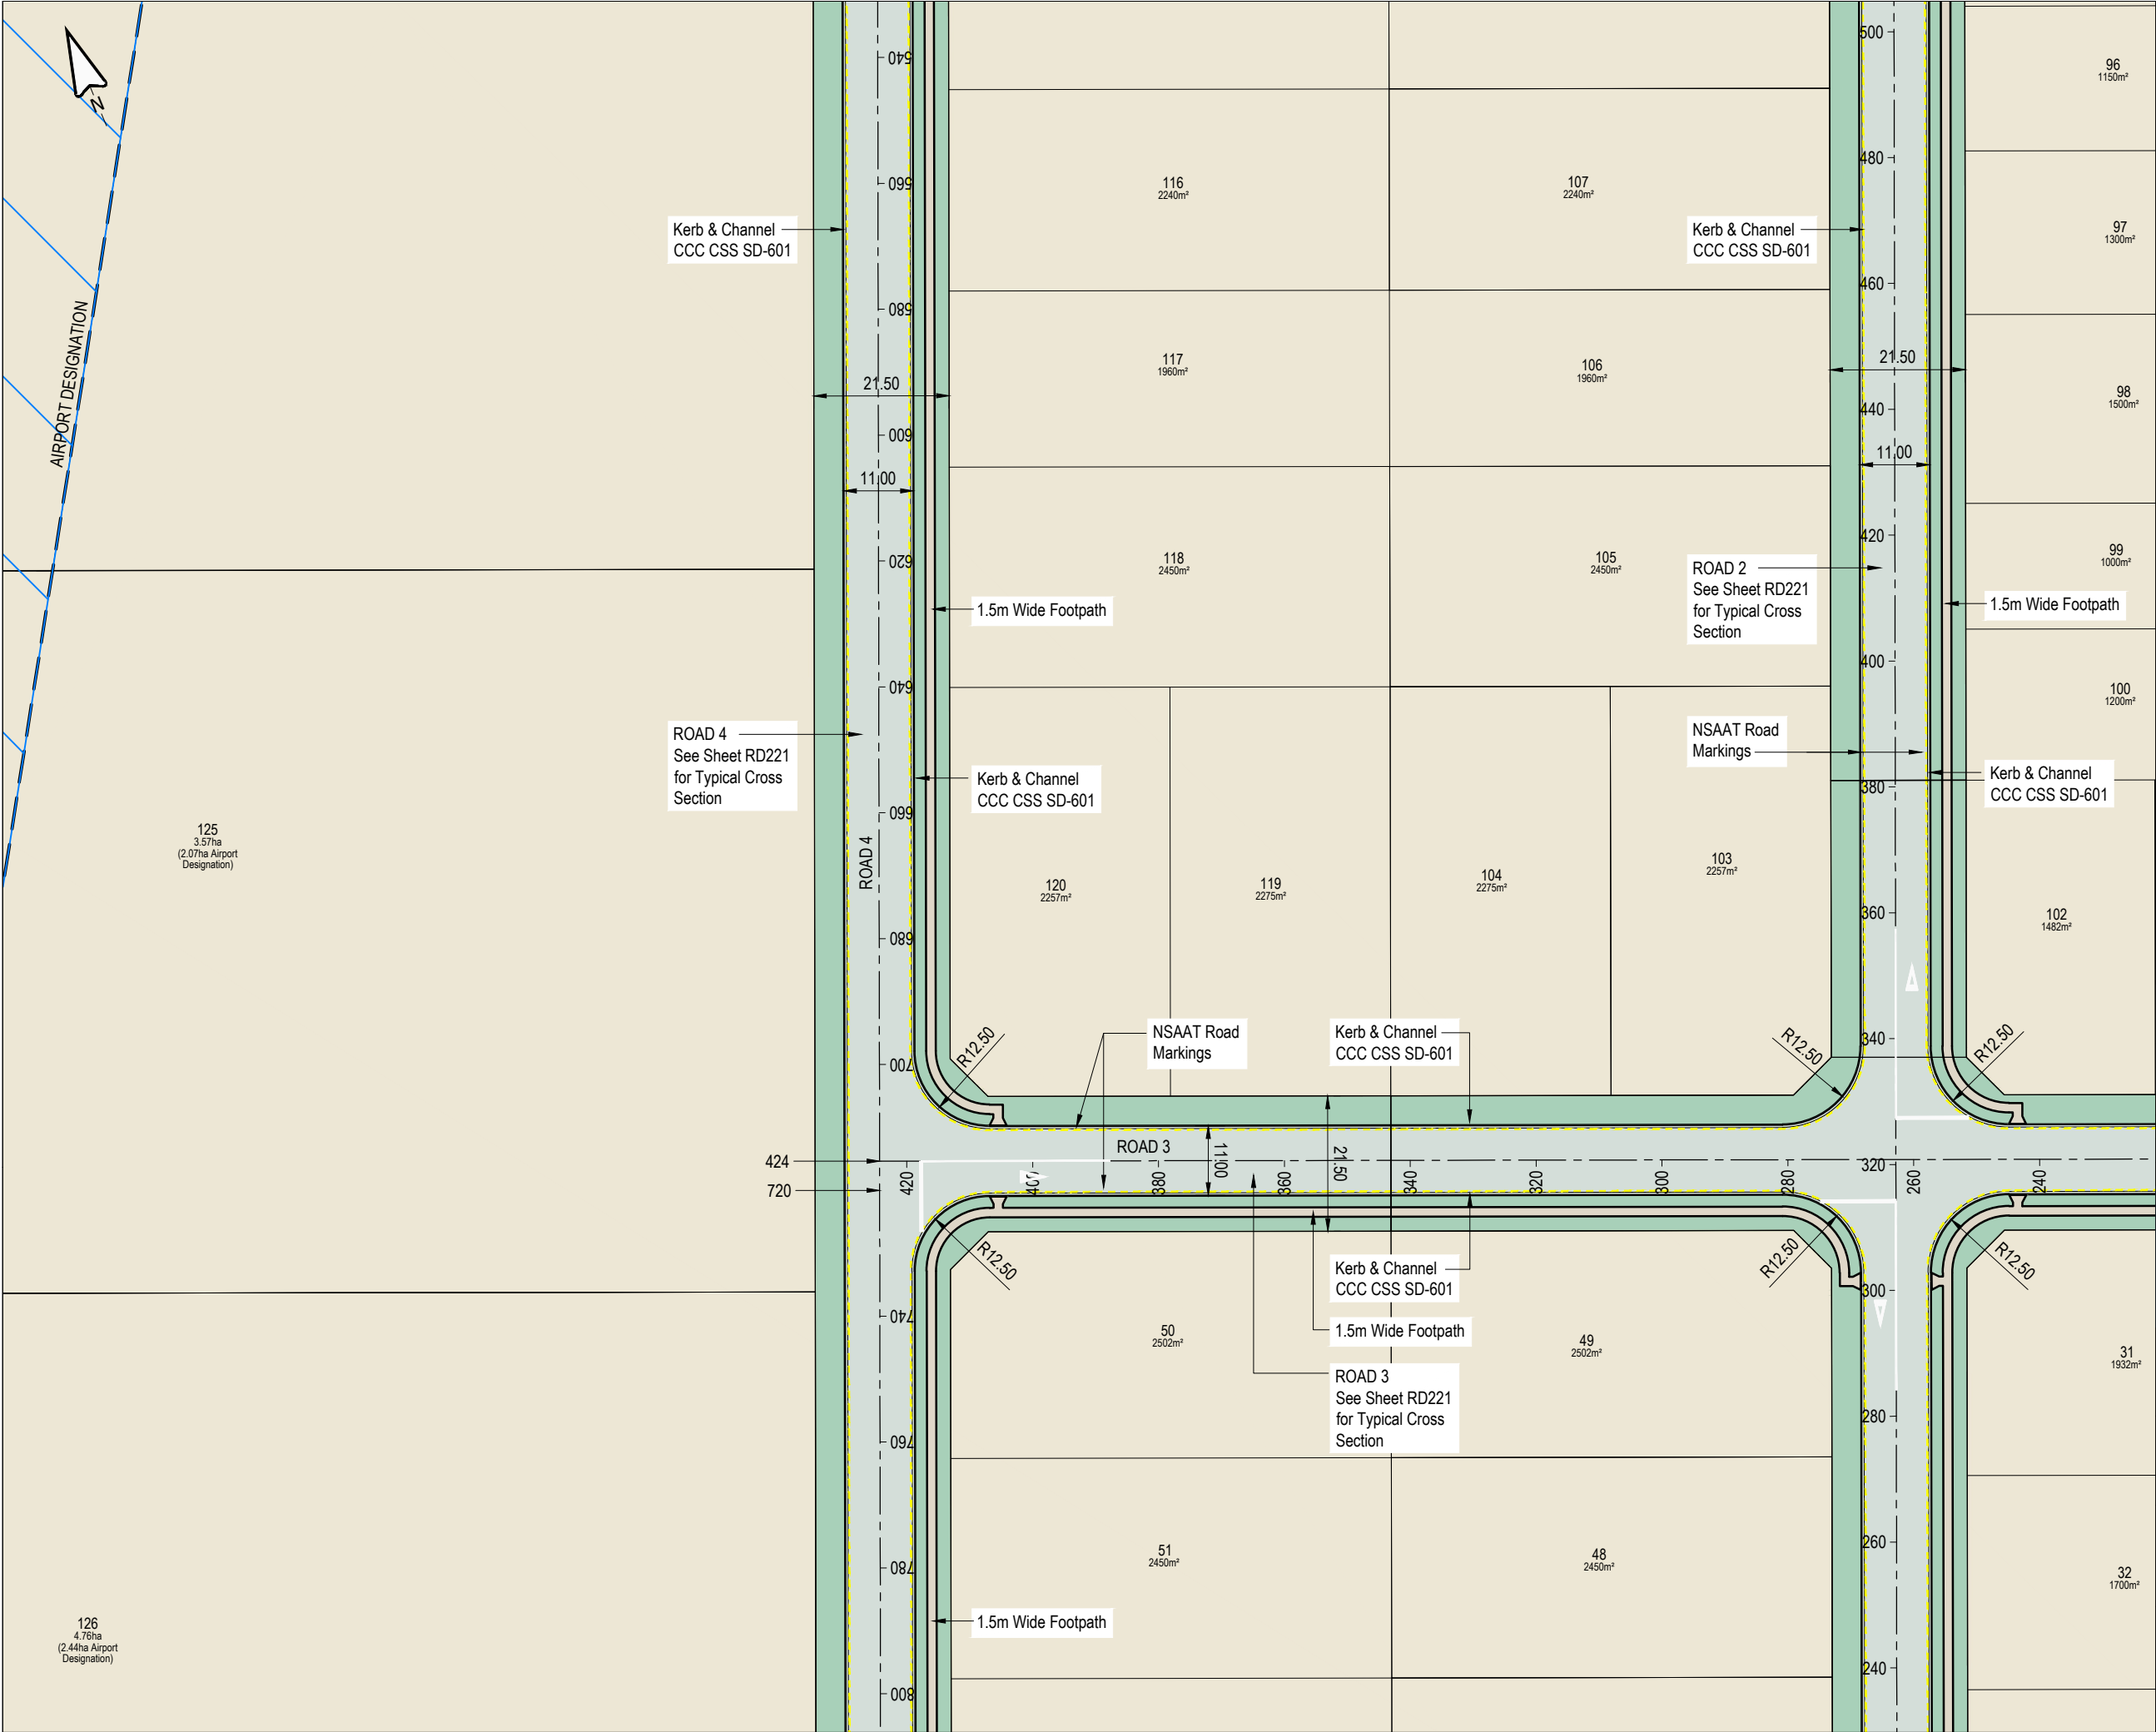 N
AIRPORT DESIGNATION
540
560
580
600
620
640
660
680
700
740
760
780
800
Kerb & Channel
CCC CSS SD-601
21.50
11.00
ROAD 4
See Sheet RD221
for Typical Cross
Section
ROAD 4
1.5m Wide Footpath
Kerb & Channel
CCC CSS SD-601
125
3.57ha
(2.07ha Airport
Designation)
126
4.76ha
(2.44ha Airport
Designation)
424
720
116
2240m²
107
2240m²
117
1960m²
106
1960m²
118
2450m²
105
2450m²
120
2257m²
119
2275m²
104
2275m²
103
2257m²
Kerb & Channel
CCC CSS SD-601
ROAD 2
See Sheet RD221
for Typical Cross
Section
NSAAT Road
Markings
500
480
460
440
420
400
380
360
340
320
300
280
260
240
21.50
11.00
1.5m Wide Footpath
Kerb & Channel
CCC CSS SD-601
96
1150m²
97
1300m²
98
1500m²
99
1000m²
100
1200m²
102
1482m²
R12.50
NSAAT Road
Markings
Kerb & Channel
CCC CSS SD-601
R12.50
R12.50
ROAD 3
11.00
21.50
420
400
380
360
340
320
300
280
260
240
R12.50
R12.50
R12.50
Kerb & Channel
CCC CSS SD-601
1.5m Wide Footpath
ROAD 3
See Sheet RD221
for Typical Cross
Section
50
2502m²
49
2502m²
31
1932m²
51
2450m²
48
2450m²
32
1700m²
1.5m Wide Footpath